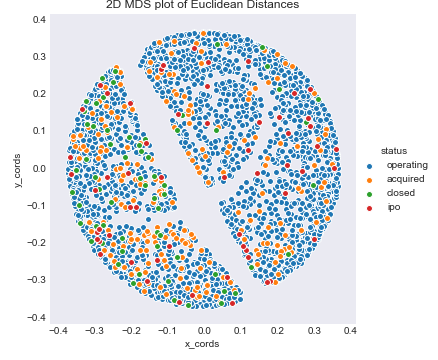 2D MDS plot of Euclidean Distances
0.4
0.3
0.2
0.1
0.0
−0.1
−0.2
−0.3
−0.4
y_cords
−0.4 −0.3 −0.2 −0.1 0.0 0.1 0.2 0.3 0.4
x_cords
status
operating
acquired
closed
ipo